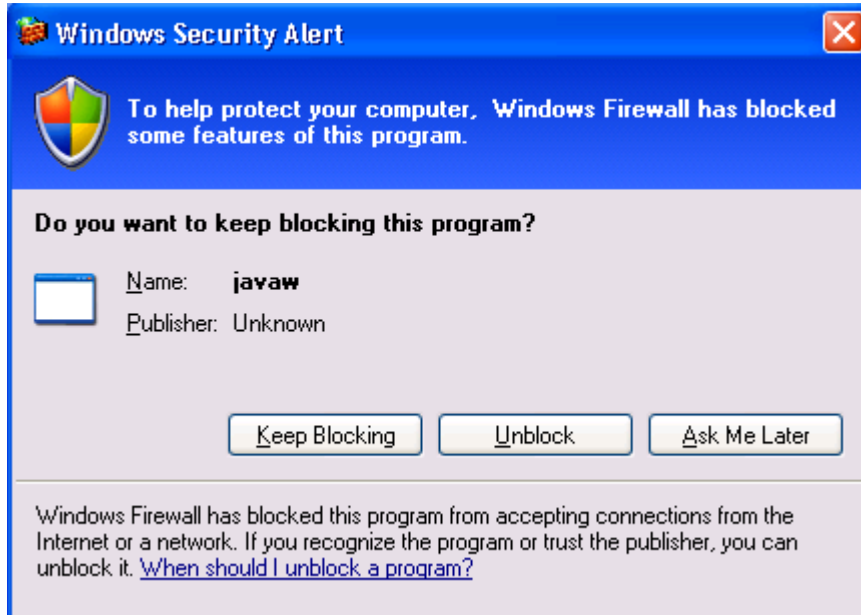 Windows Security Alert
To help protect your computer, Windows Firewall has blocked
some features of this program.
Do you want to keep blocking this program?
Name: javaw
Publisher: Unknown
Keep Blocking Unblock Ask Me Later
Windows Firewall has blocked this program from accepting connections from the
Internet or a network. If you recognize the program or trust the publisher, you can
unblock it. When should I unblock a program?